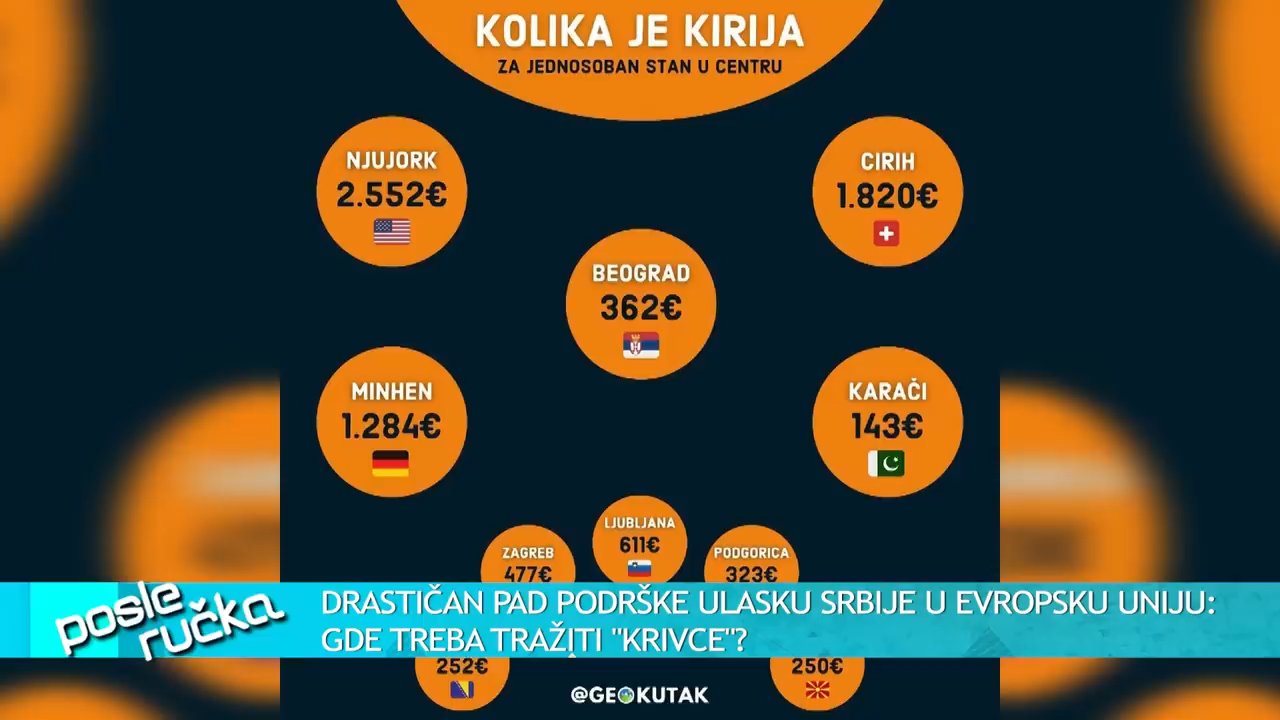 KOLIKA JE KIRIJA
ZA JEDNOSOBAN STAN U CENTRU
NJUJORK
2.552€
CIRIH
1.820€
BEOGRAD
362€
MINHEN
1.284€
KARAČI
143€
LJUBLJANA
611€
ZAGREB
477€
PODGORICA
323€
posle
ručka
DRASTIČAN PAD PODRŠKE ULASKU SRBIJE U EVROPSKU UNIJU:
GDE TREBA TRAŽITI "KRIVCE"?
252€
250€
@GEOKUTAK